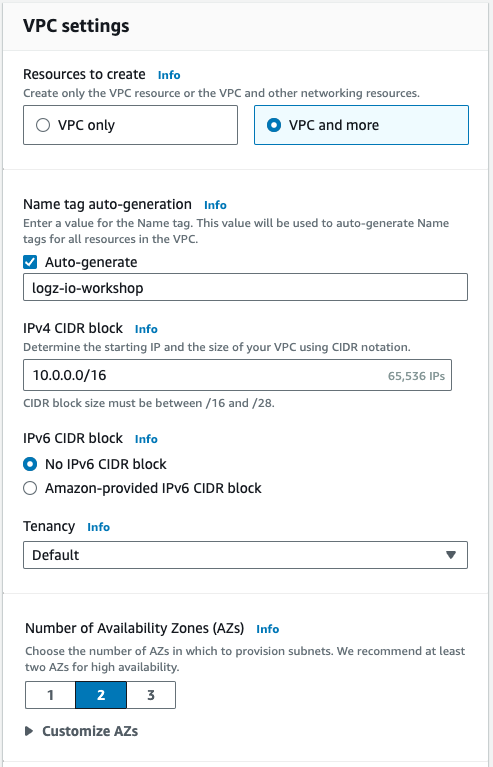 VPC settings
Resources to create Info
Create only the VPC resource or the VPC and other networking resources.
VPC only
VPC and more
Name tag auto-generation Info
Enter a value for the Name tag. This value will be used to auto-generate Name
tags for all resources in the VPC.
Auto-generate
logz-io-workshop
IPv4 CIDR block Info
Determine the starting IP and the size of your VPC using CIDR notation.
10.0.0.0/16 65,536 IPs
CIDR block size must be between /16 and /28.
IPv6 CIDR block Info
No IPv6 CIDR block
Amazon-provided IPv6 CIDR block
Tenancy Info
Default
Number of Availability Zones (AZs) Info
Choose the number of AZs in which to provision subnets. We recommend at least
two AZs for high availability.
1 2 3
Customize AZs